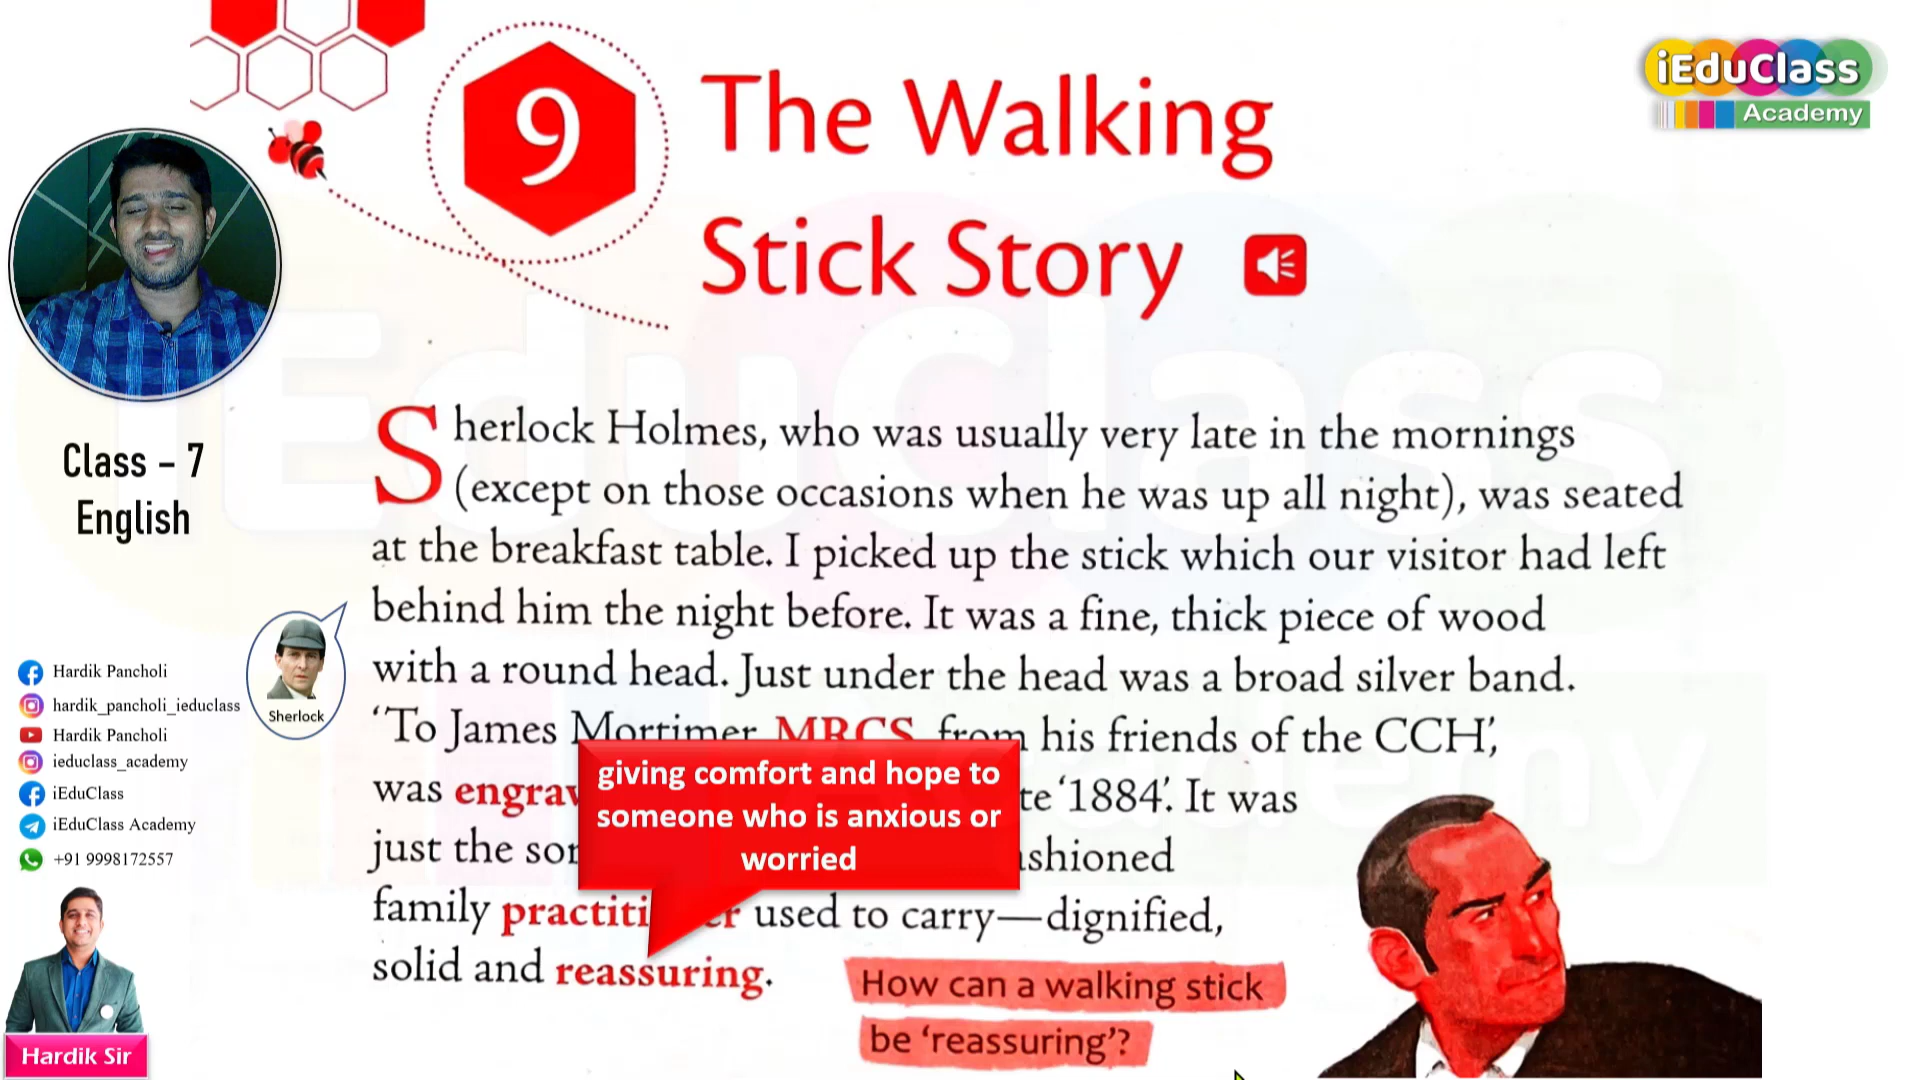 9
The Walking
Stick Story
iEduClass
Academy
Class – 7
English
Sherlock Holmes, who was usually very late in the mornings
(except on those occasions when he was up all night), was seated
at the breakfast table. I picked up the stick which our visitor had left
behind him the night before. It was a fine, thick piece of wood
with a round head. Just under the head was a broad silver band.
‘To James Mortimer, MRCS, from his friends of the CCH’,
was engrav te ‘1884’. It was
just the sor shioned
family practiti er used to carry—dignified,
solid and reassuring.
giving comfort and hope to
someone who is anxious or
worried
How can a walking stick
be ‘reassuring’?
Sherlock
Hardik Pancholi
hardik_pancholi_ieduclass
Hardik Pancholi
ieduclass_academy
iEduClass
iEduClass Academy
+91 9998172557
Hardik Sir